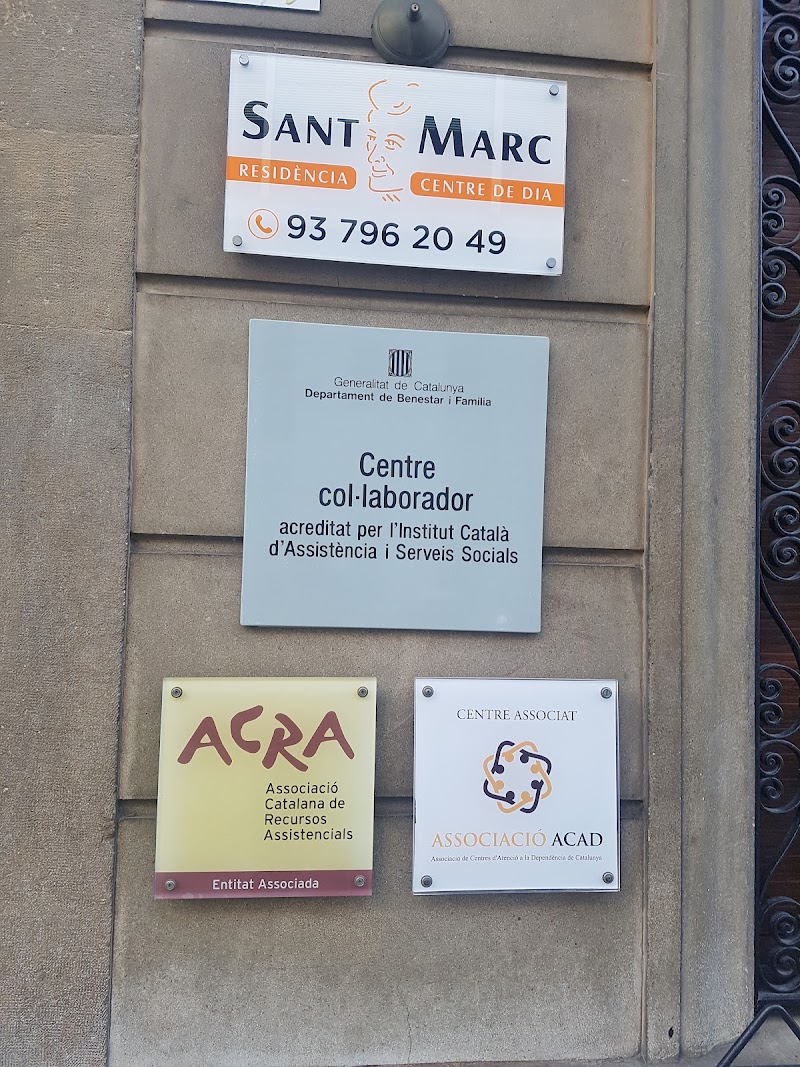 SANT MARC
RESIDÈNCIA
CENTRE DE DIA
93 796 20 49
Generalitat de Catalunya
Departament de Benestar i Família
Centre
col·laborador
acreditat per l'Institut Català
d'Assistència i Serveis Socials
ACRA
Associació
Catalana de
Recursos
Assistencials
Entitat Associada
CENTRE ASSOCIAT
ASSOCIACIÓ ACAD
Associació de Centres d'Atenció a la Dependència de Catalunya